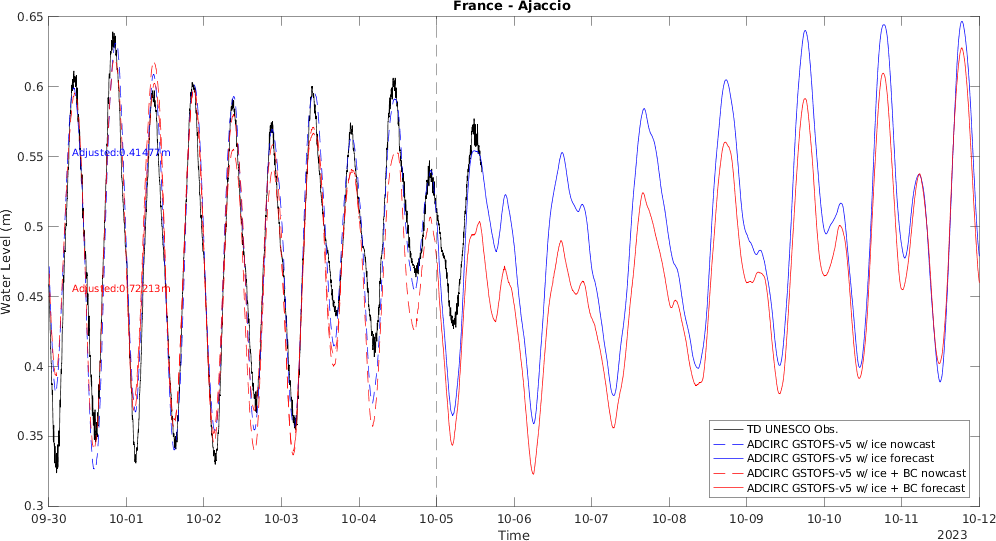 France - Ajaccio
0.65
0.6
0.55
0.5
0.45
0.4
0.35
0.3
Water Level (m)
Adjusted:0.41477m
Adjusted:0.72213m
TD UNESCO Obs.
ADCIRC GSTOFS-v5 w/ ice nowcast
ADCIRC GSTOFS-v5 w/ ice forecast
ADCIRC GSTOFS-v5 w/ ice + BC nowcast
ADCIRC GSTOFS-v5 w/ ice + BC forecast
09-30 10-01 10-02 10-03 10-04 10-05 10-06 10-07 10-08 10-09 10-10 10-11 10-12
Time
2023